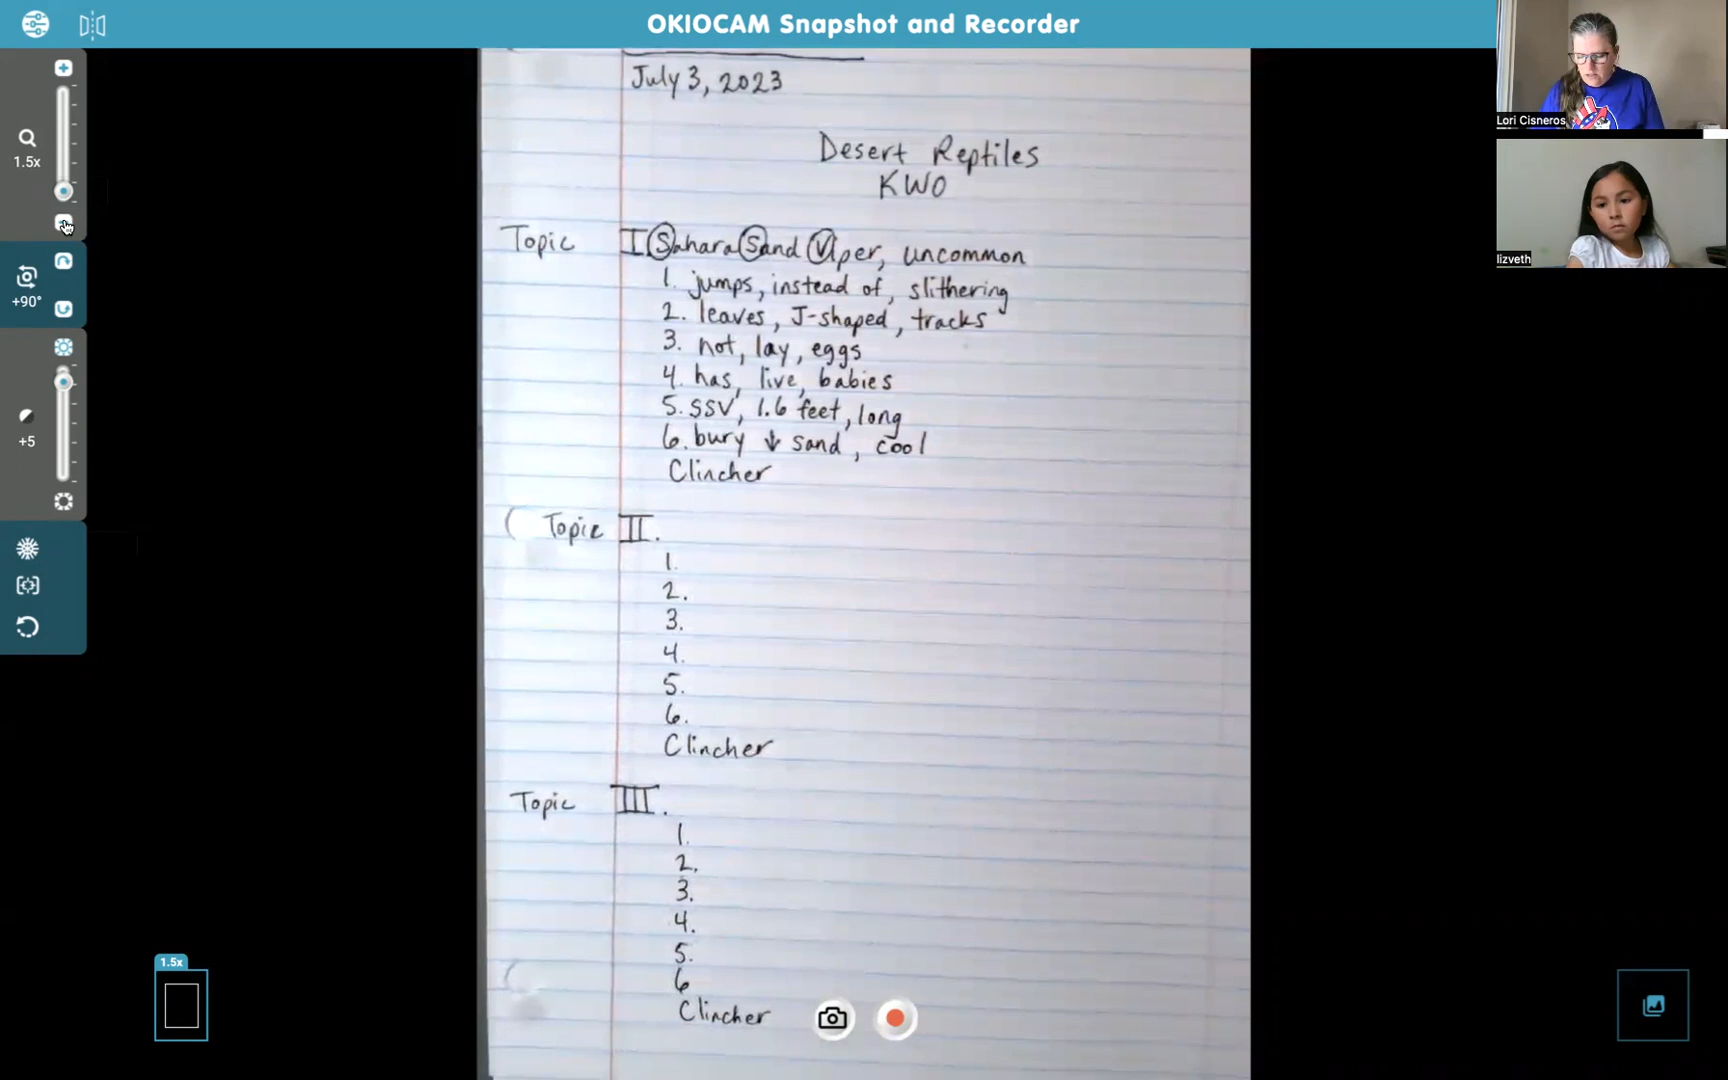 OKIOCAM Snapshot and Recorder
1.5x
+90°
+5
1.5x
Lori Cisneros
lizveth
July 3, 2023
Desert Reptiles
KWO
Topic I Sahara Sand Viper, uncommon
1. jumps, instead of, slithering
2. leaves, J-shaped, tracks
3. not, lay, eggs
4. has, live, babies
5. SSV, 1.6 feet, long
6. bury ↓ sand, cool
Clincher
Topic II.
1.
2.
3.
4.
5.
6.
Clincher
Topic III.
1.
2.
3.
4.
5.
6
Clincher